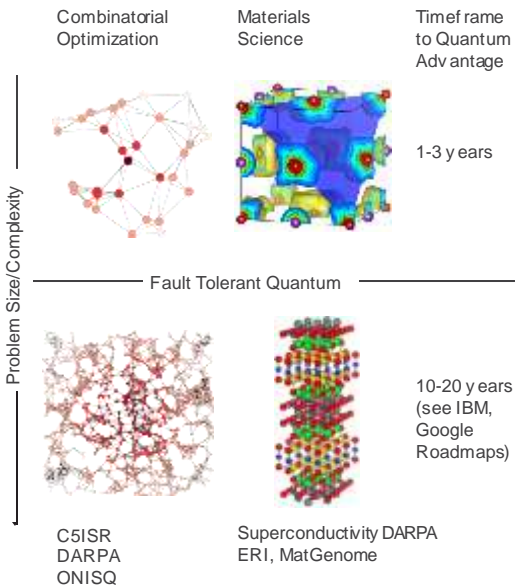 Combinatorial
Optimization
Materials
Science
Timeframe
to Quantum
Advantage
1-3 years
Problem Size/Complexity
Fault Tolerant Quantum
10-20 years
(see IBM,
Google
Roadmaps)
C5ISR
DARPA
ONISQ
Superconductivity DARPA
ERI, MatGenome